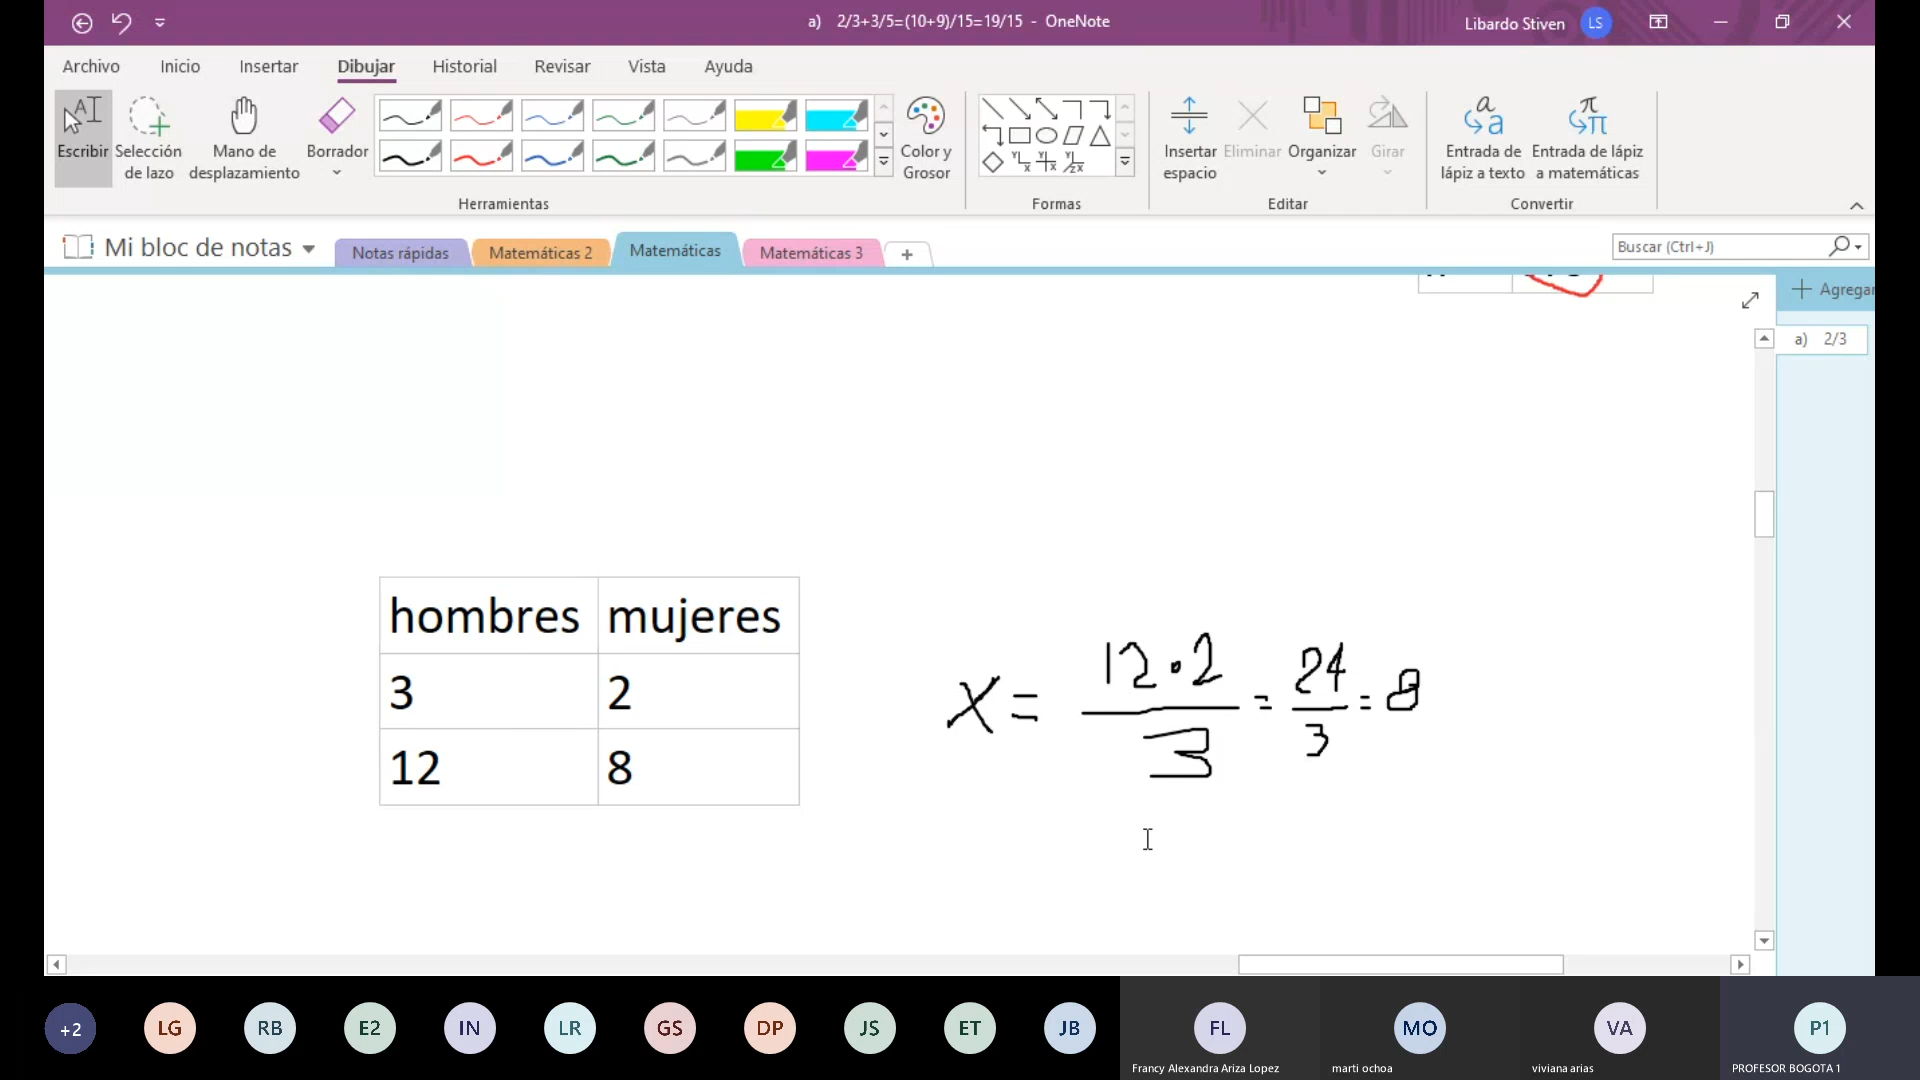 a) 2/3+3/5=(10+9)/15=19/15 - OneNote
Libardo Stiven LS
Archivo Inicio Insertar Dibujar Historial Revisar Vista Ayuda
Escribir
Selección de lazo
Mano de desplazamiento
Borrador
Color y Grosor
Insertar espacio
Eliminar
Organizar
Girar
Entrada de lápiz a texto
Entrada de lápiz a matemáticas
Herramientas Formas Editar Convertir
Mi bloc de notas Notas rápidas Matemáticas 2 Matemáticas Matemáticas 3 +
Buscar (Ctrl+J)
Agregar
a) 2/3
hombres mujeres
3 2
12 8
X = 12·2 / 3 = 24 / 3 = 8
+2 LG RB E2 IN LR GS DP JS ET JB FL MO VA P1
Francy Alexandra Ariza Lopez marti ochoa viviana arias PROFESOR BOGOTA 1